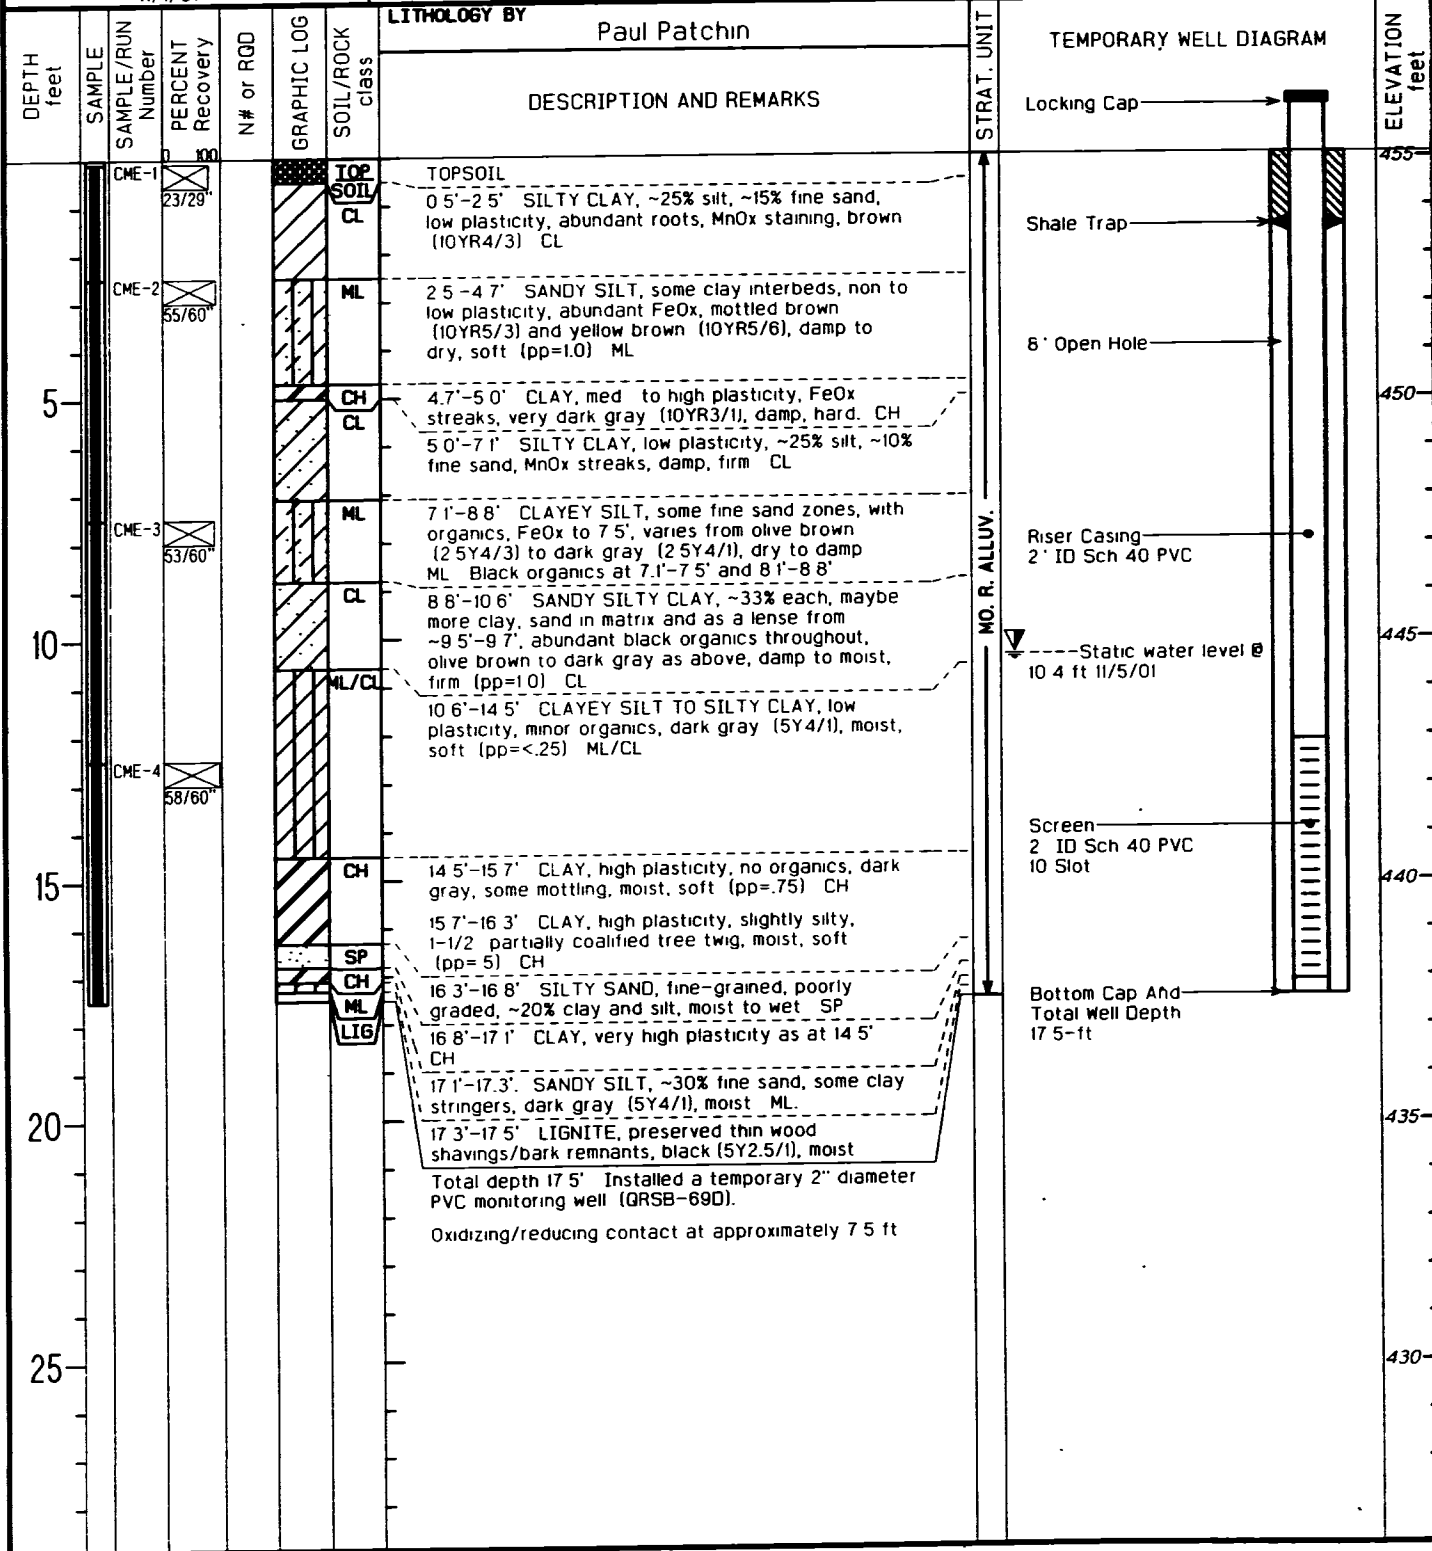 LITHOLOGY BY
Paul Patchin
DEPTH
feet
SAMPLE
SAMPLE/RUN
Number
PERCENT
Recovery
N# or RQD
GRAPHIC LOG
SOIL/ROCK
class
DESCRIPTION AND REMARKS
STRAT. UNIT
TEMPORARY WELL DIAGRAM
ELEVATION
feet
0 100
CME-1
23/29"
CME-2
55/60"
CME-3
53/60"
CME-4
58/60"
5
10
15
20
25
TOP
SOIL
CL
ML
CH
CL
ML
CL
ML/CL
CH
SP
CH
ML
LIG
TOPSOIL
0 5'-2 5' SILTY CLAY, ~25% silt, ~15% fine sand,
low plasticity, abundant roots, MnOx staining, brown
(10YR4/3) CL
2 5 -4 7' SANDY SILT, some clay interbeds, non to
low plasticity, abundant FeOx, mottled brown
(10YR5/3) and yellow brown (10YR5/6), damp to
dry, soft (pp=1.0) ML
4.7'-5 0' CLAY, med to high plasticity, FeOx
streaks, very dark gray (10YR3/1), damp, hard. CH
5 0'-7 1' SILTY CLAY, low plasticity, ~25% silt, ~10%
fine sand, MnOx streaks, damp, firm CL
7 1'-8 8' CLAYEY SILT, some fine sand zones, with
organics, FeOx to 7 5', varies from olive brown
(2 5Y4/3) to dark gray (2 5Y4/1), dry to damp
ML Black organics at 7.1'-7 5' and 8 1'-8 8'
8 8'-10 6' SANDY SILTY CLAY, ~33% each, maybe
more clay, sand in matrix and as a lense from
~9 5'-9 7', abundant black organics throughout,
olive brown to dark gray as above, damp to moist,
firm (pp=1 0) CL
10 6'-14 5' CLAYEY SILT TO SILTY CLAY, low
plasticity, minor organics, dark gray (5Y4/1), moist,
soft (pp=<.25) ML/CL
14 5'-15 7' CLAY, high plasticity, no organics, dark
gray, some mottling, moist, soft (pp=.75) CH
15 7'-16 3' CLAY, high plasticity, slightly silty,
1-1/2 partially coalified tree twig, moist, soft
(pp= 5) CH
16 3'-16 8' SILTY SAND, fine-grained, poorly
graded, ~20% clay and silt, moist to wet SP
16 8'-17 1' CLAY, very high plasticity as at 14 5'
CH
17 1'-17.3'. SANDY SILT, ~30% fine sand, some clay
stringers, dark gray (5Y4/1), moist ML.
17 3'-17 5' LIGNITE, preserved thin wood
shavings/bark remnants, black (5Y2.5/1), moist
Total depth 17 5' Installed a temporary 2" diameter
PVC monitoring well (QRSB-69D).
Oxidizing/reducing contact at approximately 7 5 ft
MO. R. ALLUV.
Locking Cap
Shale Trap
8' Open Hole
Riser Casing
2' ID Sch 40 PVC
Static water level @
10 4 ft 11/5/01
Screen
2 ID Sch 40 PVC
10 Slot
Bottom Cap And
Total Well Depth
17 5-ft
455
450
445
440
435
430